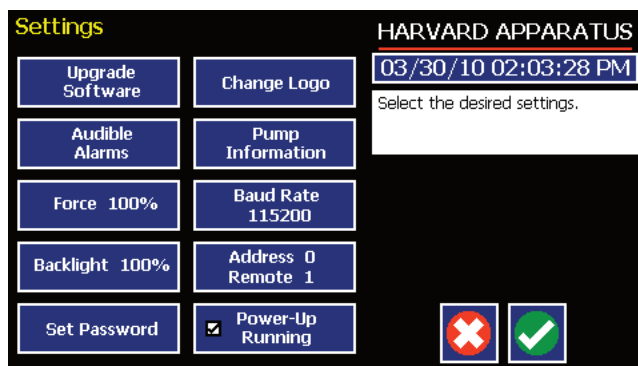 Settings
HARVARD APPARATUS
03/30/10 02:03:28 PM
Select the desired settings.
Upgrade
Software
Change Logo
Audible
Alarms
Pump
Information
Force 100%
Baud Rate
115200
Backlight 100%
Address 0
Remote 1
Set Password
Power-Up
Running